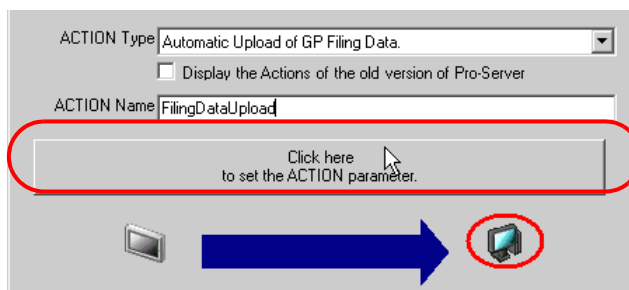 ACTION Type Automatic Upload of GP Filing Data.
Display the Actions of the old version of Pro-Server
ACTION Name FilingDataUpload
Click here
to set the ACTION parameter.